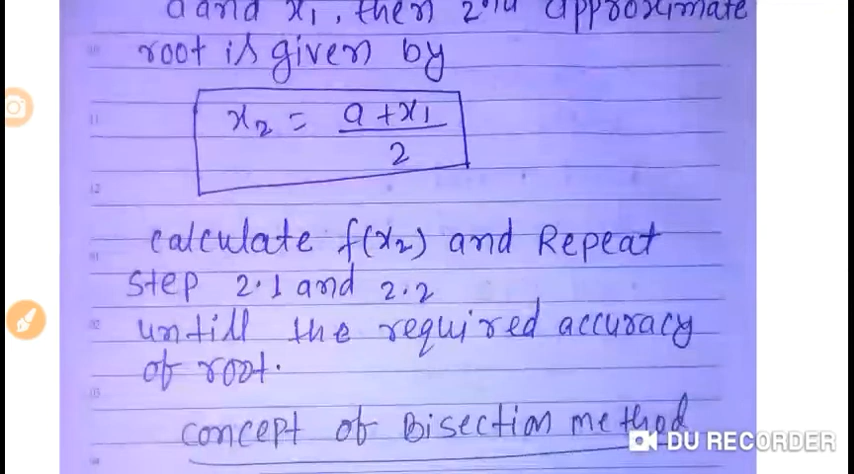 a and x₁, then 2nd approximate
root is given by
x₂ = a + x₁ / 2
calculate f(x₂) and Repeat
step 2.1 and 2.2
untill the required accuracy
of root.
concept of Bisection method
DU RECORDER